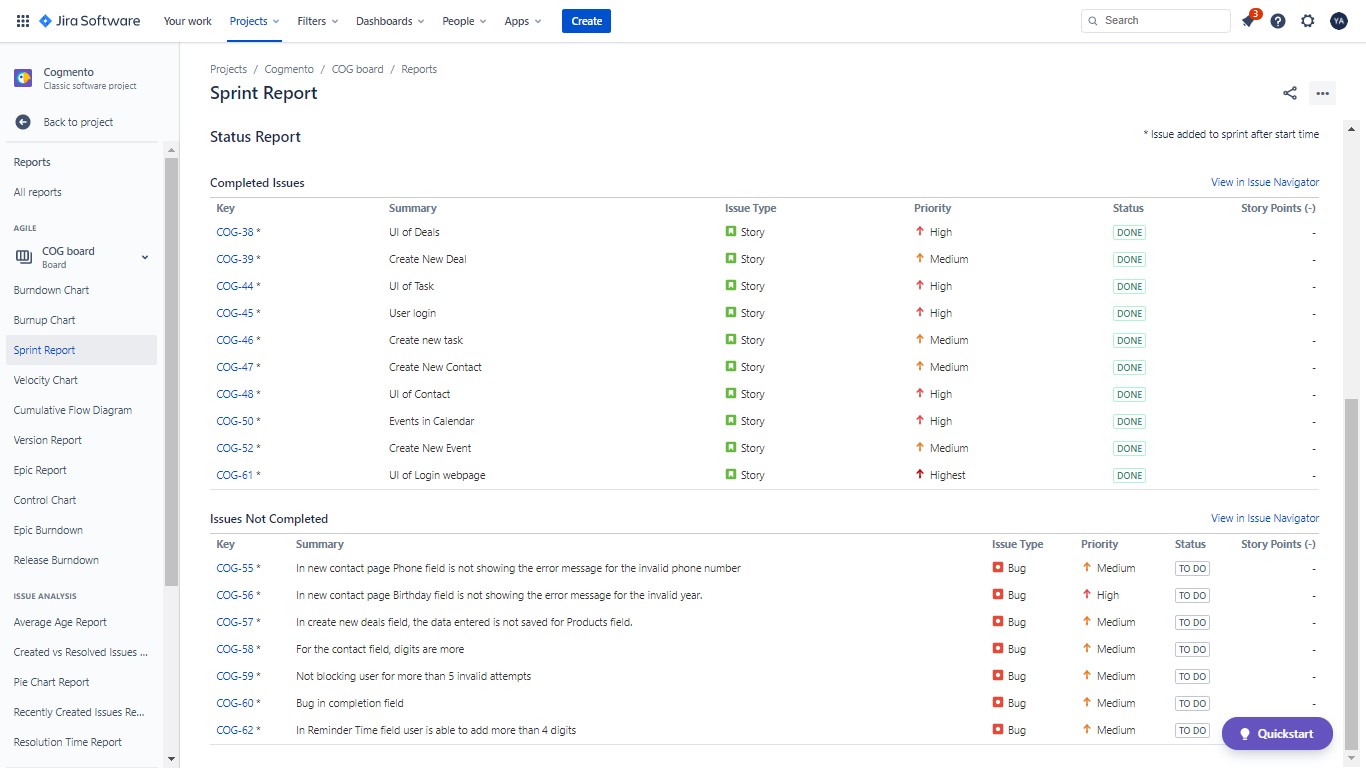 Jira Software Your work Projects Filters Dashboards People Apps Create Search 3 YA
Cogmento
Classic software project
Back to project
Reports
All reports
AGILE
COG board
Board
Burndown Chart
Burnup Chart
Sprint Report
Velocity Chart
Cumulative Flow Diagram
Version Report
Epic Report
Control Chart
Epic Burndown
Release Burndown
ISSUE ANALYSIS
Average Age Report
Created vs Resolved Issues ...
Pie Chart Report
Recently Created Issues Re...
Resolution Time Report
Projects / Cogmento / COG board / Reports
Sprint Report
Status Report
* Issue added to sprint after start time
Completed Issues View in Issue Navigator
Key Summary Issue Type Priority Status Story Points (-)
COG-38 * UI of Deals Story High DONE -
COG-39 * Create New Deal Story Medium DONE -
COG-44 * UI of Task Story High DONE -
COG-45 * User login Story High DONE -
COG-46 * Create new task Story Medium DONE -
COG-47 * Create New Contact Story Medium DONE -
COG-48 * UI of Contact Story High DONE -
COG-50 * Events in Calendar Story High DONE -
COG-52 * Create New Event Story Medium DONE -
COG-61 * UI of Login webpage Story Highest DONE -
Issues Not Completed View in Issue Navigator
Key Summary Issue Type Priority Status Story Points (-)
COG-55 * In new contact page Phone field is not showing the error message for the invalid phone number Bug Medium TO DO -
COG-56 * In new contact page Birthday field is not showing the error message for the invalid year. Bug High TO DO -
COG-57 * In create new deals field, the data entered is not saved for Products field. Bug Medium TO DO -
COG-58 * For the contact field, digits are more Bug Medium TO DO -
COG-59 * Not blocking user for more than 5 invalid attempts Bug Medium TO DO -
COG-60 * Bug in completion field Bug Medium TO DO -
COG-62 * In Reminder Time field user is able to add more than 4 digits Bug Medium TO DO
Quickstart